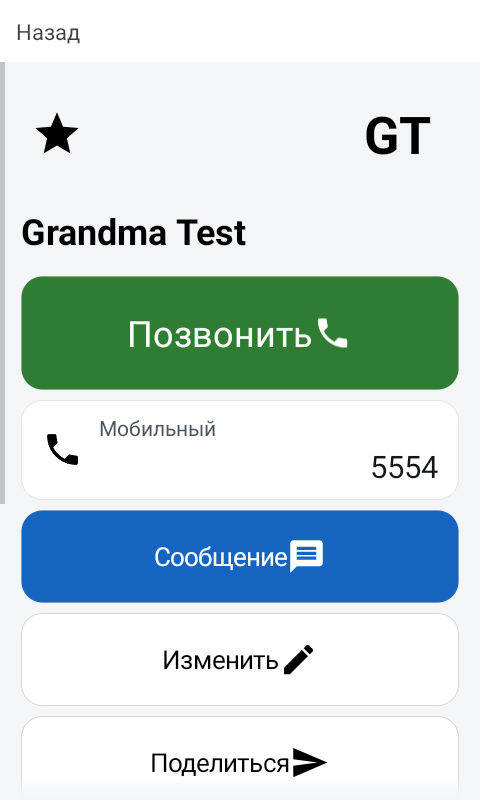 Назад
GT
Grandma Test
Позвонить
Мобильный
5554
Сообщение
Изменить
Поделиться